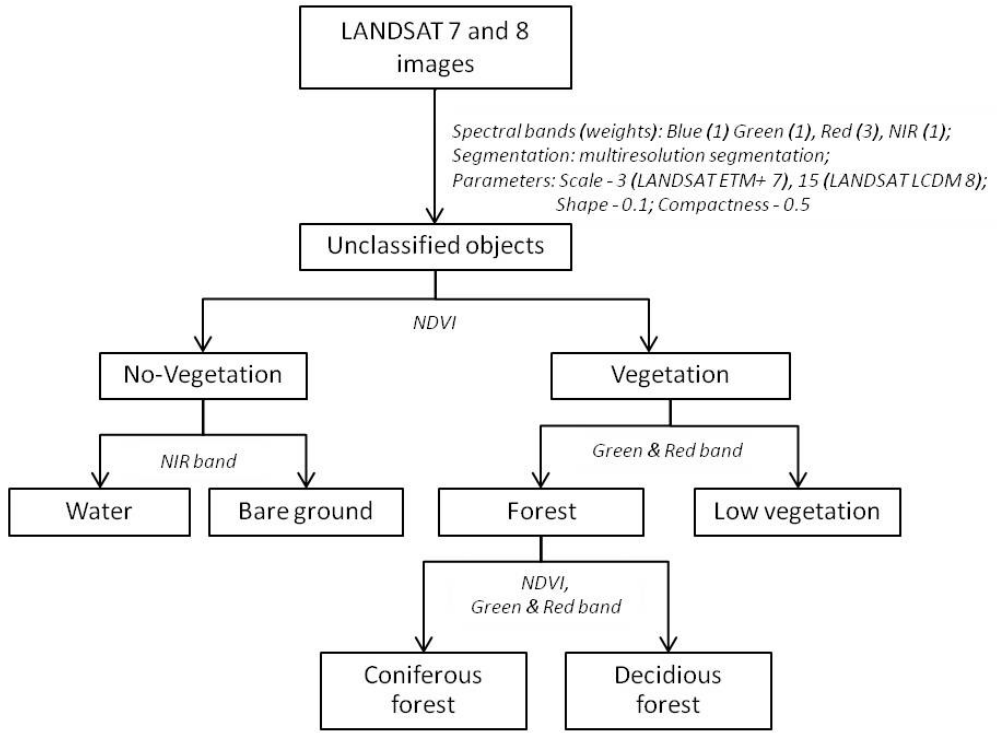 LANDSAT 7 and 8
images
Spectral bands (weights): Blue (1) Green (1), Red (3), NIR (1);
Segmentation: multiresolution segmentation;
Parameters: Scale - 3 (LANDSAT ETM+ 7), 15 (LANDSAT LCDM 8);
Shape - 0.1; Compactness - 0.5
Unclassified objects
NDVI
No-Vegetation
Vegetation
NIR band
Green & Red band
Water
Bare ground
Forest
Low vegetation
NDVI,
Green & Red band
Coniferous
forest
Decidious
forest